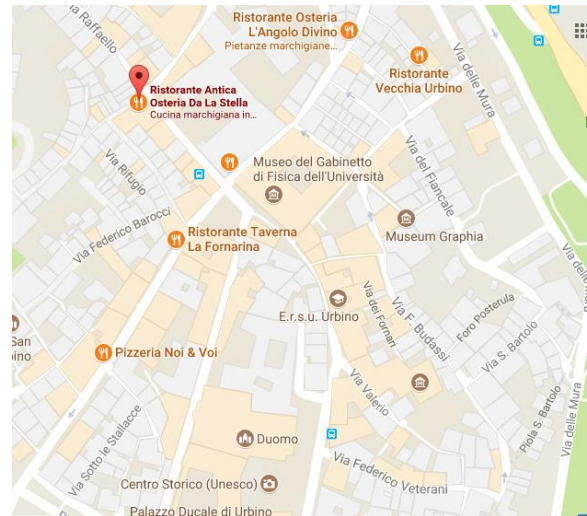 Via Raffaello
Ristorante Osteria
L'Angolo Divino
Pietanze marchigiane...
Via delle Mura
Ristorante Antica
Osteria Da La Stella
Cucina marchigiana in...
Ristorante
Vecchia Urbino
Via Rifugio
Museo del Gabinetto
di Fisica dell'Università
Via del Fiancale
Via Federico Barocci
Ristorante Taverna
La Fornarina
Museum Graphia
Via delle
E.r.s.u. Urbino
Via dei Fornari
Via F. Budassi
Foro Posterula
Via S. Bartolo
San
Pizzeria Noi & Voi
Via Valerio
Piola S. Bartolo
Via delle Mura
Via Sotto le Stallacce
Duomo
Via Federico Veterani
Centro Storico (Unesco)
Palazzo Ducale di Urbino